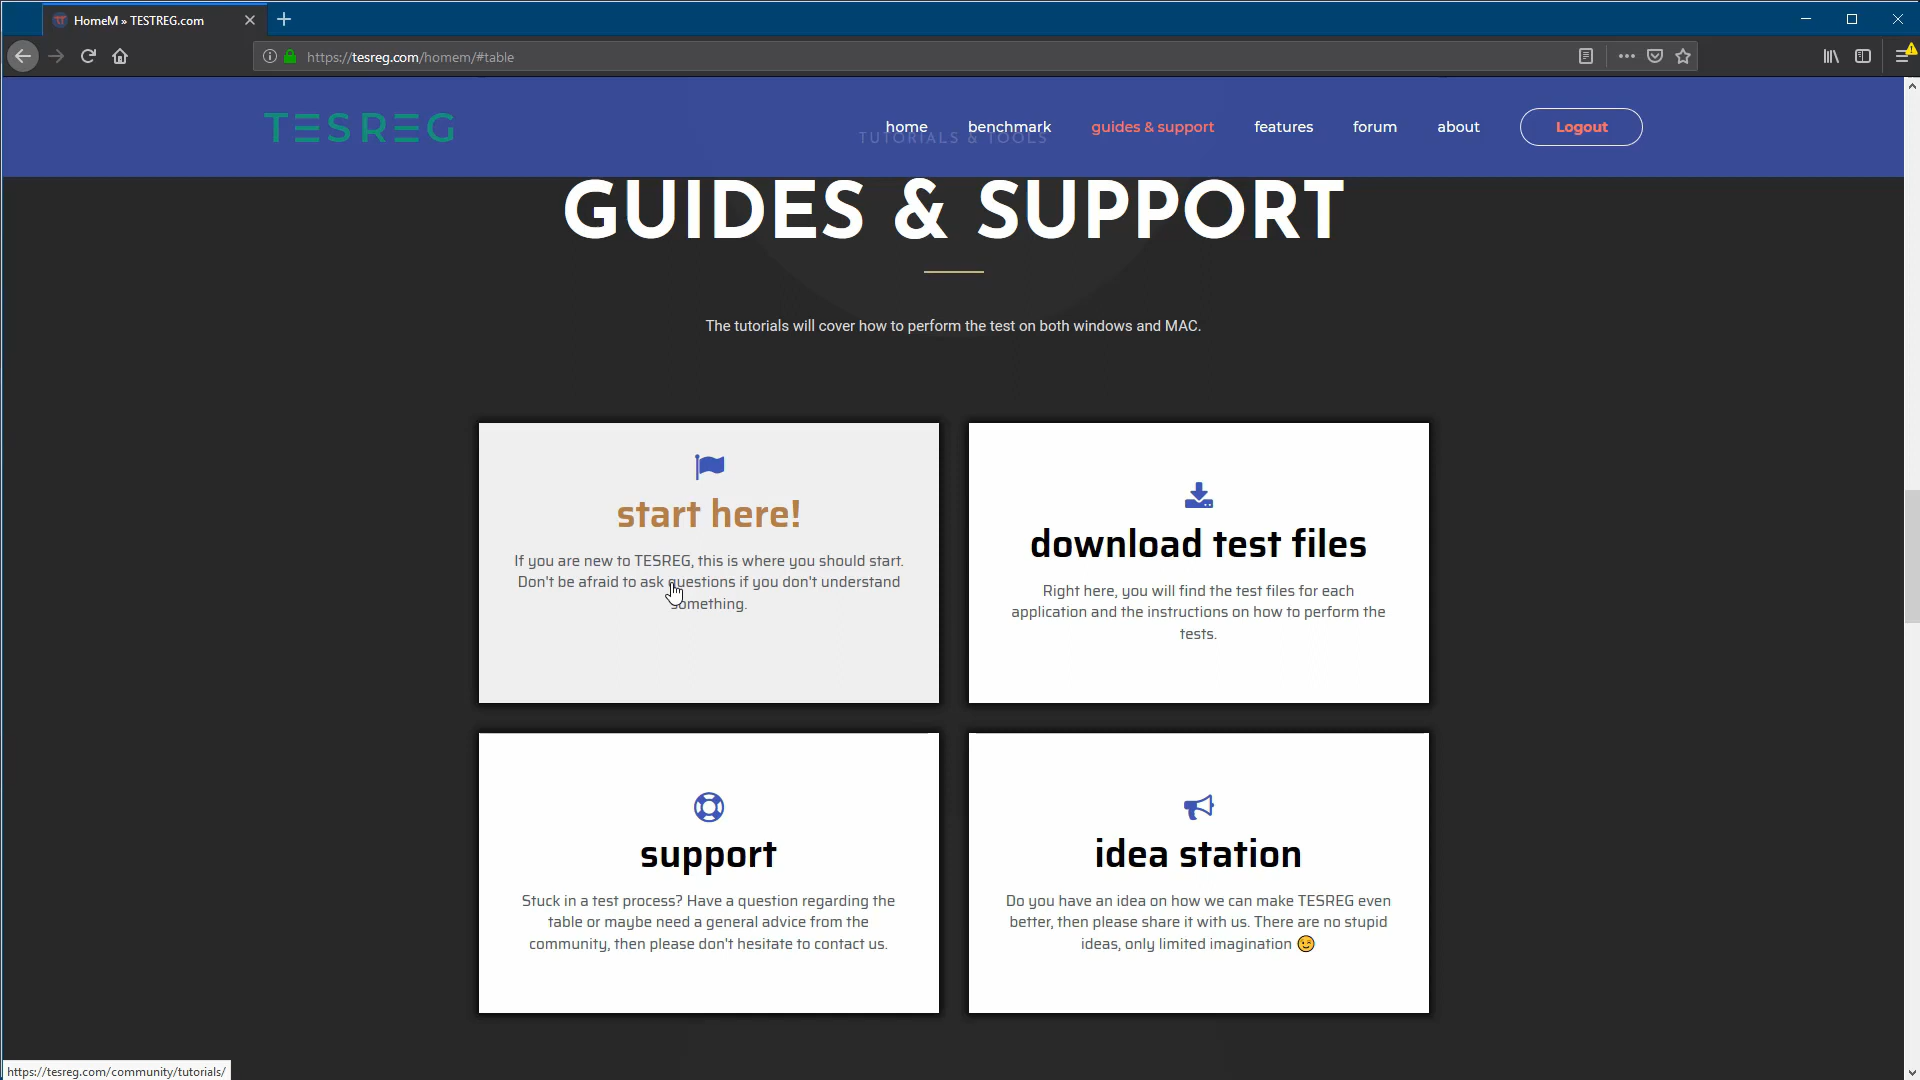 HomeM » TESTREG.com
https://tesreg.com/homem/#table
TESREG
home
benchmark
guides & support
features
forum
about
Logout
TUTORIALS & TOOLS
GUIDES & SUPPORT
The tutorials will cover how to perform the test on both windows and MAC.
start here!
If you are new to TESREG, this is where you should start.
Don't be afraid to ask questions if you don't understand
something.
download test files
Right here, you will find the test files for each
application and the instructions on how to perform the
tests.
support
Stuck in a test process? Have a question regarding the
table or maybe need a general advice from the
community, then please don't hesitate to contact us.
idea station
Do you have an idea on how we can make TESREG even
better, then please share it with us. There are no stupid
ideas, only limited imagination 😉
https://tesreg.com/community/tutorials/